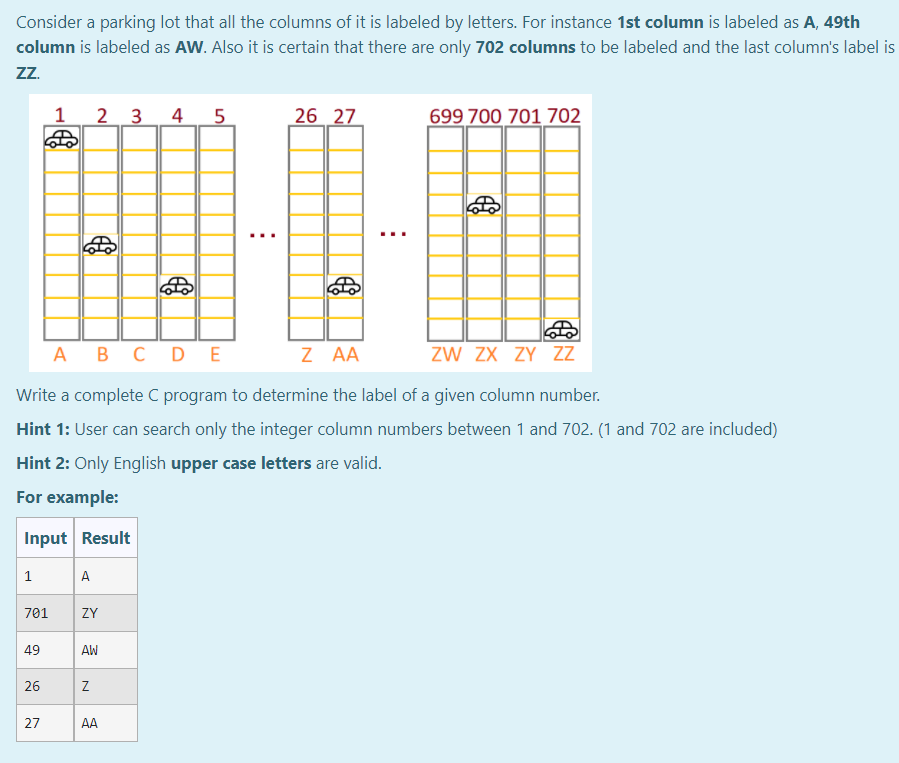 Consider a parking lot that all the columns of it is labeled by letters. For instance 1st column is labeled as A, 49th
column is labeled as AW. Also it is certain that there are only 702 columns to be labeled and the last column's label is
ZZ.
1 2 3 4 5 26 27 699 700 701 702
... ...
A B C D E Z AA ZW ZX ZY ZZ
Write a complete C program to determine the label of a given column number.
Hint 1: User can search only the integer column numbers between 1 and 702. (1 and 702 are included)
Hint 2: Only English upper case letters are valid.
For example:
Input Result
1 A
701 ZY
49 AW
26 Z
27 AA